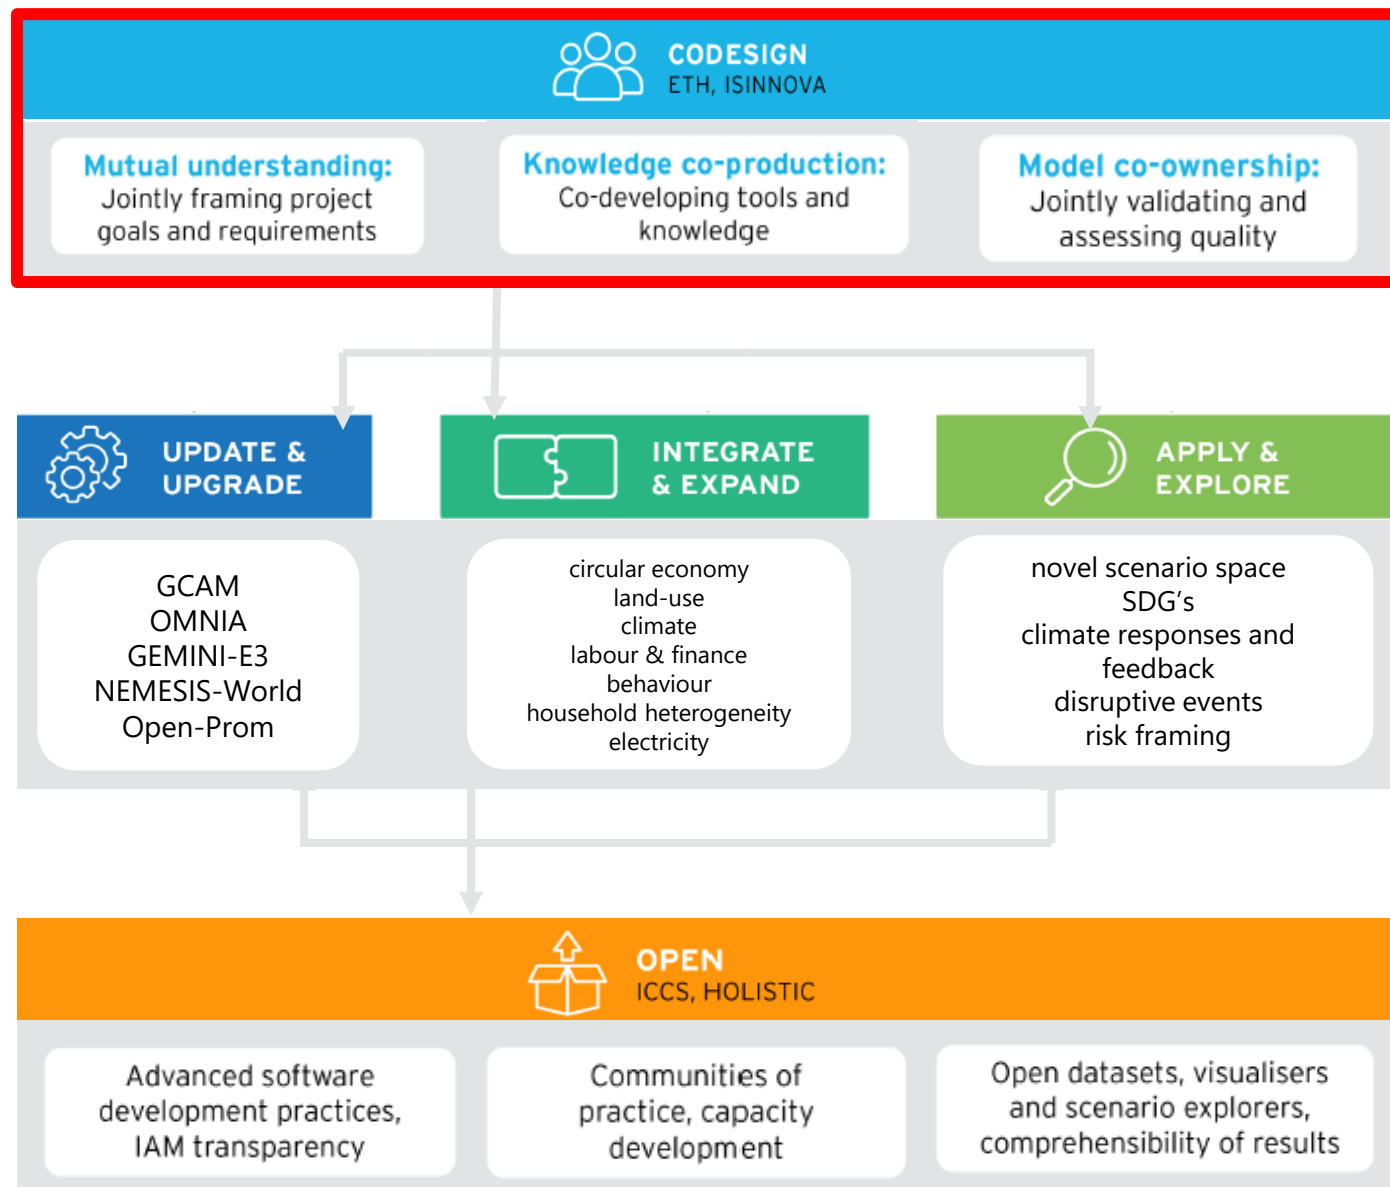 CODESIGN
ETH, ISINNOVA
Mutual understanding:
Jointly framing project
goals and requirements
Knowledge co-production:
Co-developing tools and
knowledge
Model co-ownership:
Jointly validating and
assessing quality
UPDATE &
UPGRADE
GCAM
OMNIA
GEMINI-E3
NEMESIS-World
Open-Prom
INTEGRATE
& EXPAND
circular economy
land-use
climate
labour & finance
behaviour
household heterogeneity
electricity
APPLY &
EXPLORE
novel scenario space
SDG's
climate responses and
feedback
disruptive events
risk framing
OPEN
ICCS, HOLISTIC
Advanced software
development practices,
IAM transparency
Communities of
practice, capacity
development
Open datasets, visualisers
and scenario explorers,
comprehensibility of results